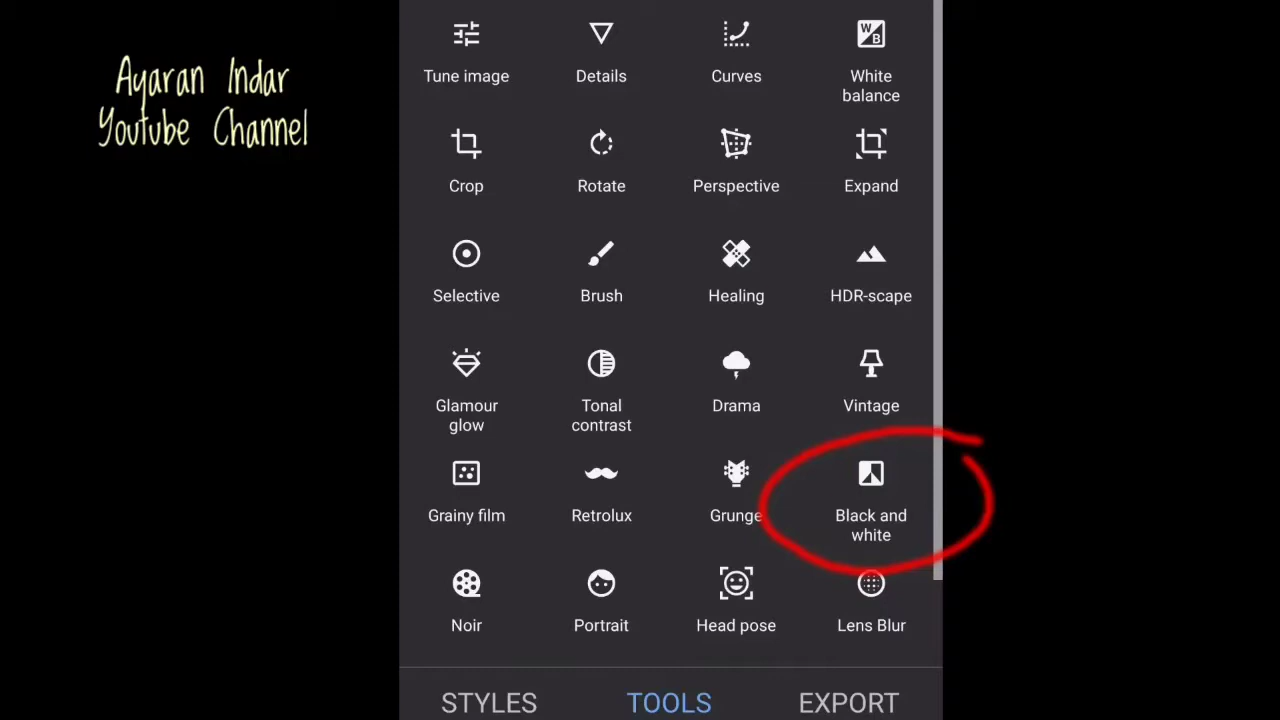 Ayaran Indar
Youtube Channel
Tune image
Details
Curves
White
balance
Crop
Rotate
Perspective
Expand
Selective
Brush
Healing
HDR-scape
Glamour
glow
Tonal
contrast
Drama
Vintage
Grainy film
Retrolux
Grunge
Black and
white
Noir
Portrait
Head pose
Lens Blur
STYLES
TOOLS
EXPORT